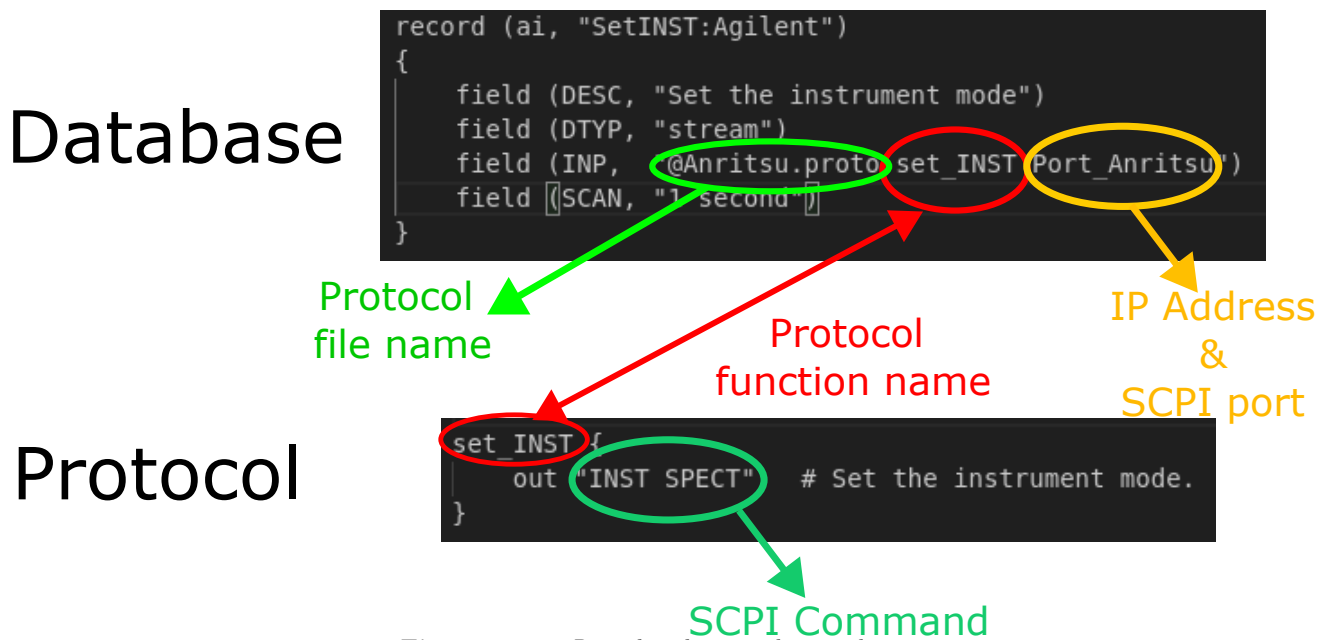 Database
record (ai, "SetINST:Agilent")
{
    field (DESC, "Set the instrument mode")
    field (DTYP, "stream")
    field (INP,  "@Anritsu.proto set_INST Port_Anritsu")
    field (SCAN, "1 second")
}
Protocol
file name
Protocol
function name
IP Address
&
SCPI port
Protocol
set_INST {
    out "INST SPECT"   # Set the instrument mode.
}
SCPI Command